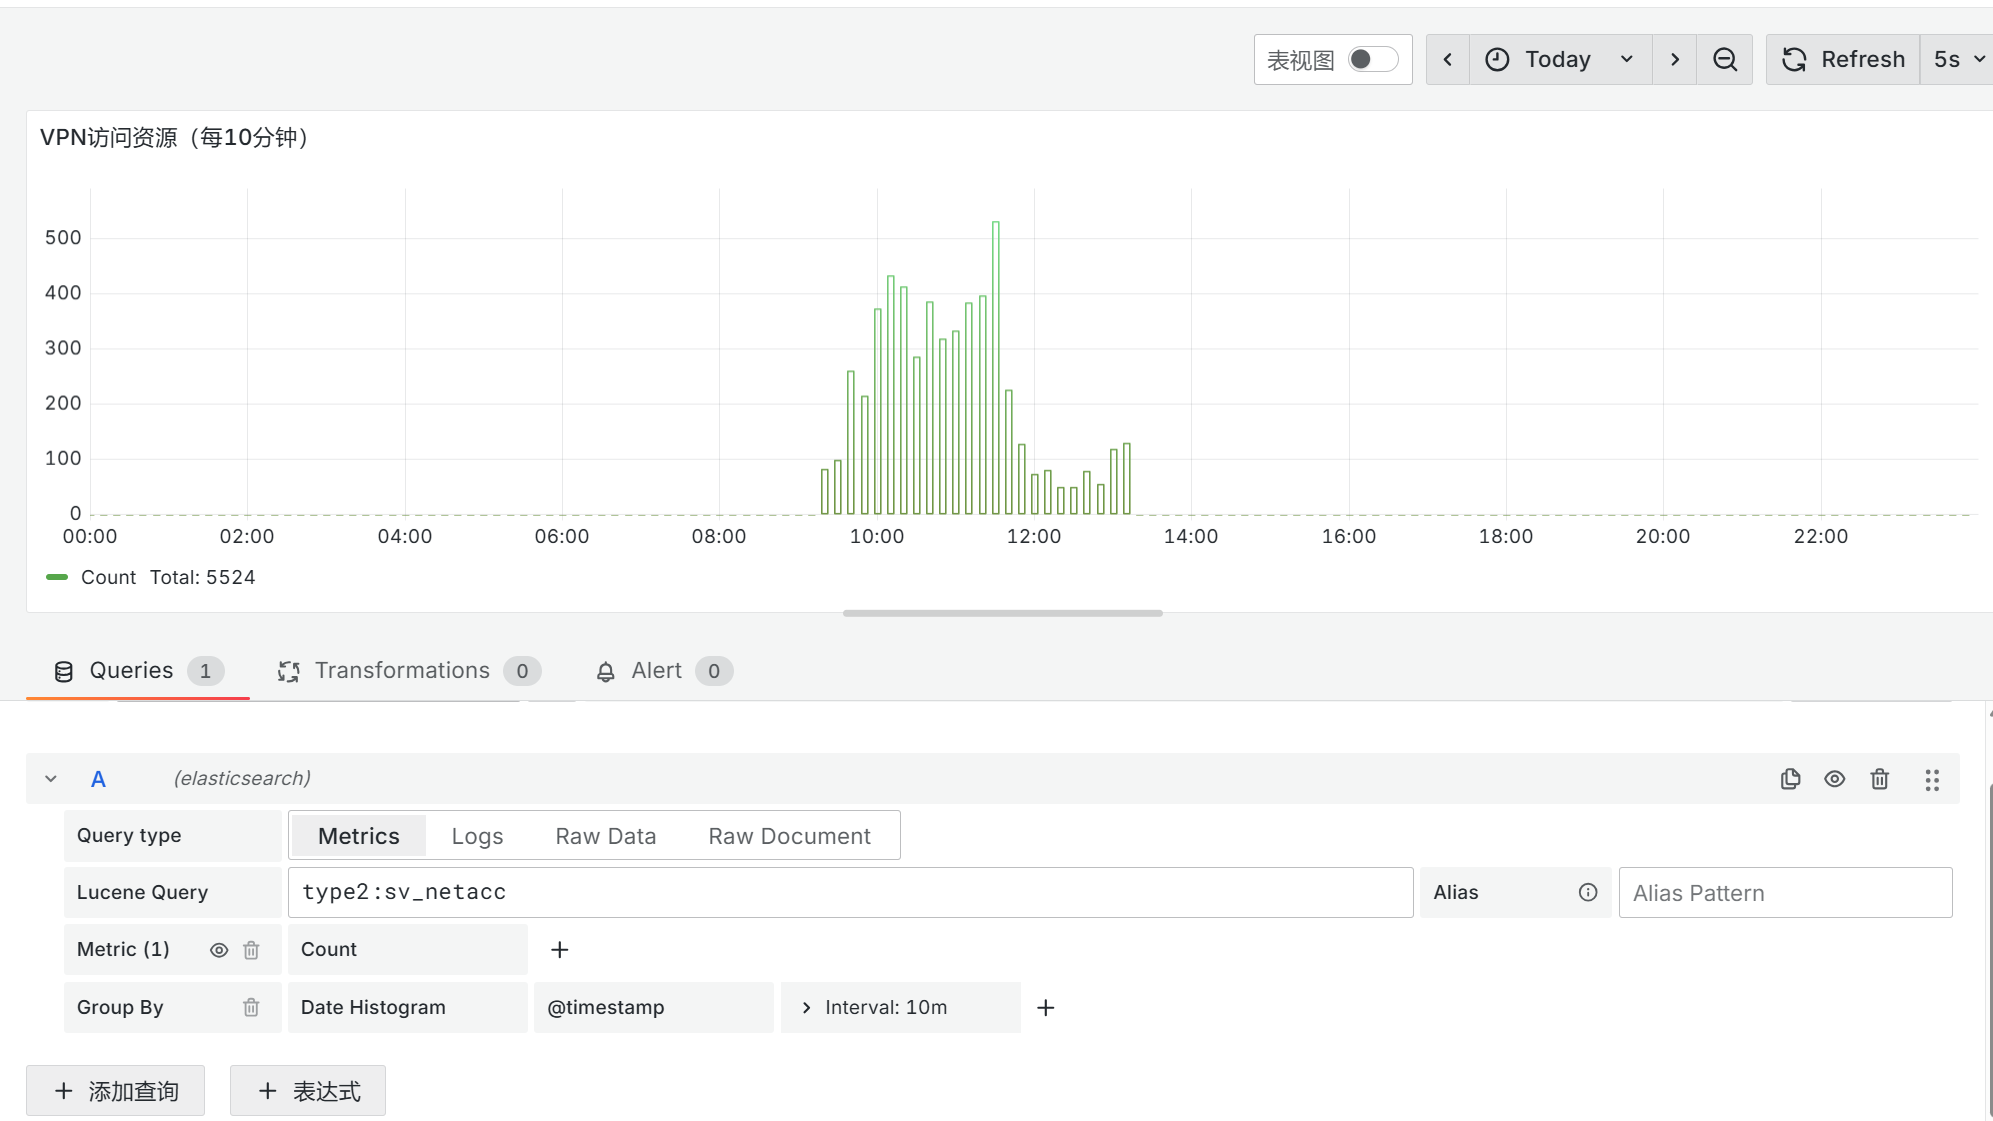 表视图
Today
Refresh
5s
VPN访问资源（每10分钟）
500
400
300
200
100
0
00:00 02:00 04:00 06:00 08:00 10:00 12:00 14:00 16:00 18:00 20:00 22:00
Count Total: 5524
Queries 1
Transformations 0
Alert 0
A (elasticsearch)
Query type Metrics Logs Raw Data Raw Document
Lucene Query type2:sv_netacc Alias Alias Pattern
Metric (1) Count +
Group By Date Histogram @timestamp > Interval: 10m +
+ 添加查询 + 表达式